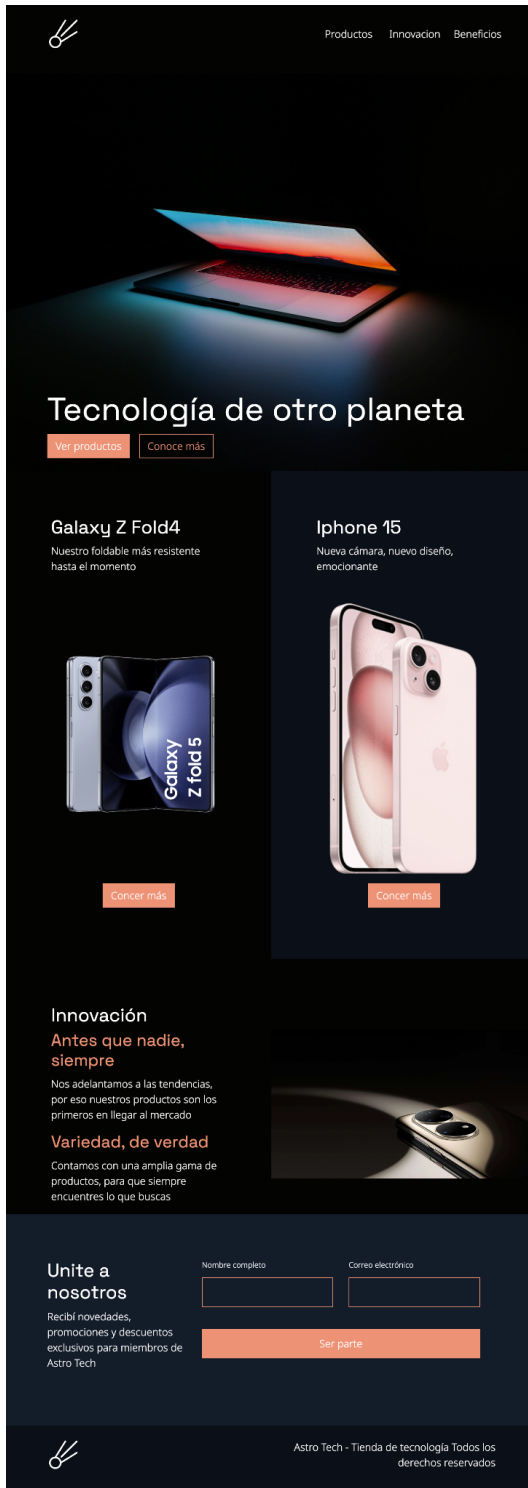 Productos Innovacion Beneficios
Tecnología de otro planeta
Ver productos Conoce más
Galaxy Z Fold4
Nuestro foldable más resistente
hasta el momento
Galaxy
Z fold 5
Concer más
Iphone 15
Nueva cámara, nuevo diseño,
emocionante
Concer más
Innovación
Antes que nadie,
siempre
Nos adelantamos a las tendencias,
por eso nuestros productos son los
primeros en llegar al mercado
Variedad, de verdad
Contamos con una amplia gama de
productos, para que siempre
encuentres lo que buscas
Unite a
nosotros
Recibí novedades,
promociones y descuentos
exclusivos para miembros de
Astro Tech
Nombre completo
Correo electrónico
Ser parte
Astro Tech - Tienda de tecnología Todos los
derechos reservados